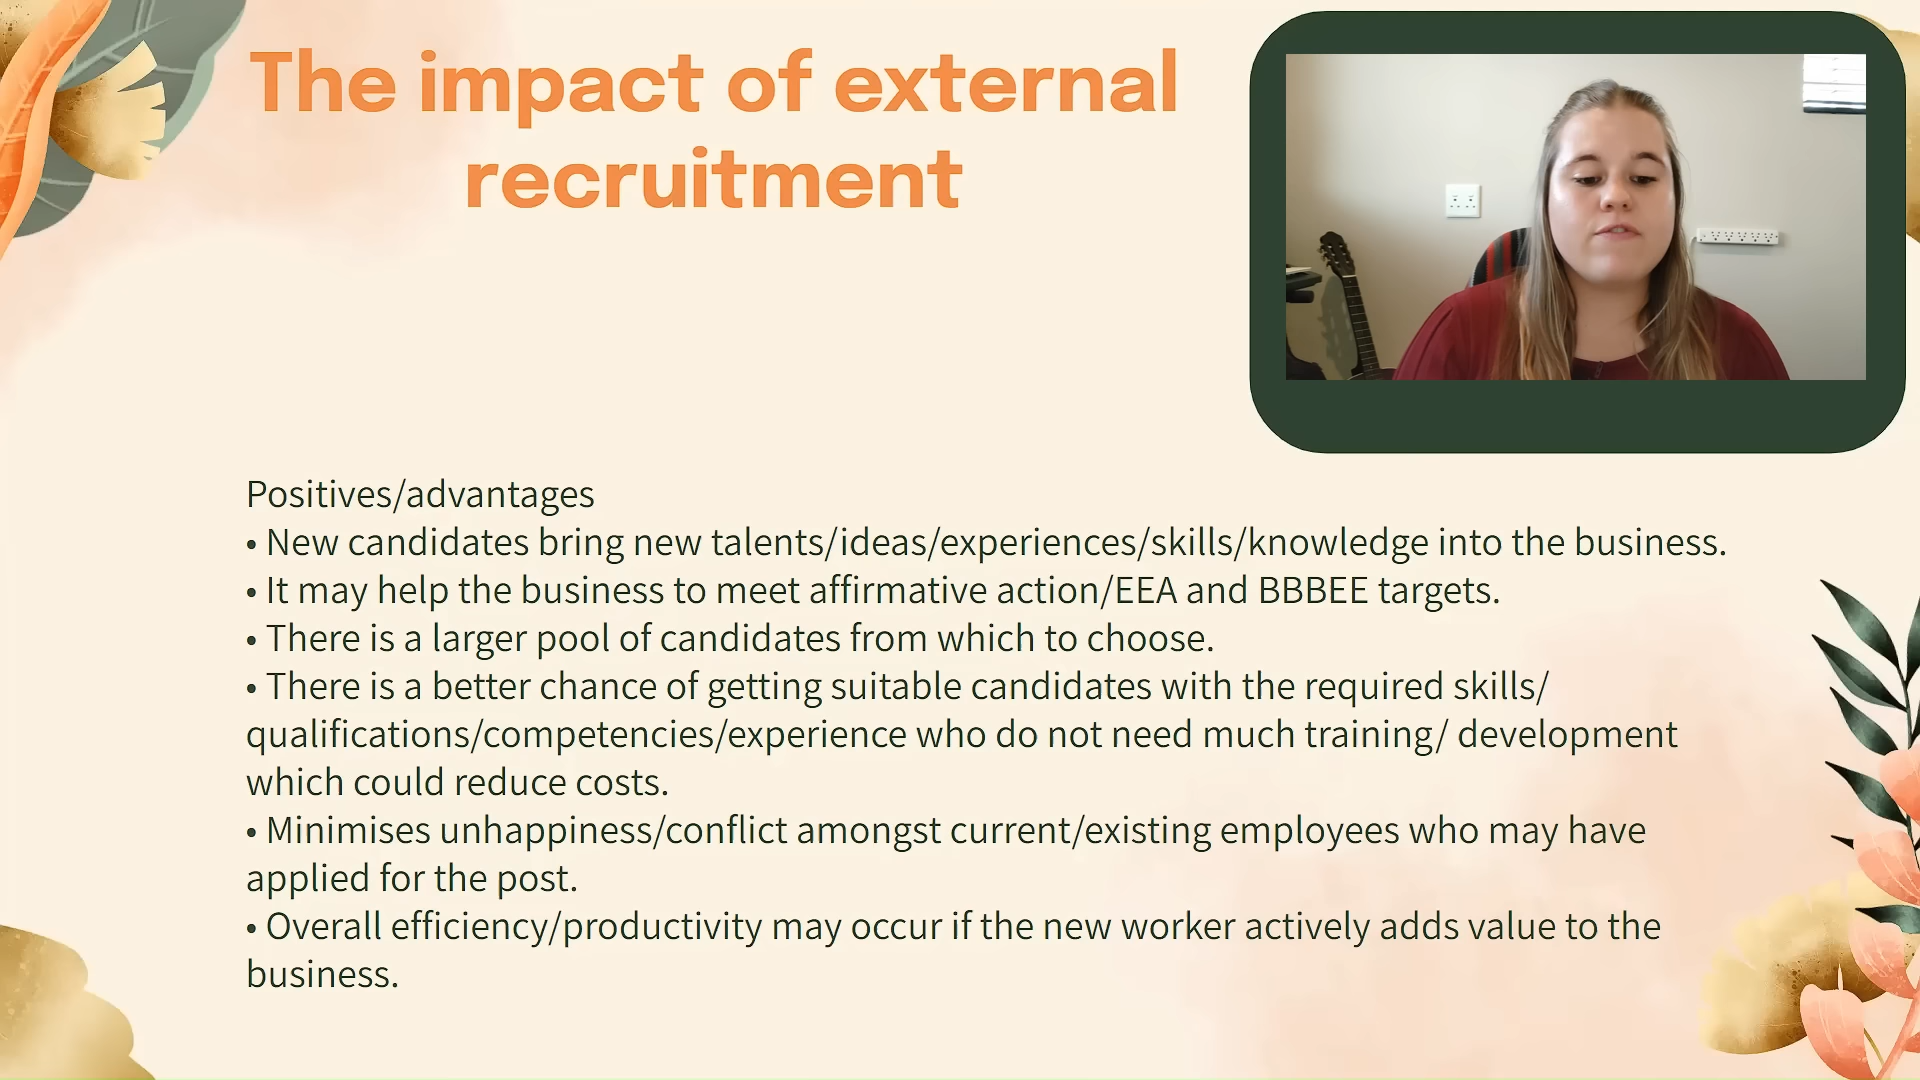 The impact of external
recruitment
Positives/advantages
• New candidates bring new talents/ideas/experiences/skills/knowledge into the business.
• It may help the business to meet affirmative action/EEA and BBBEE targets.
• There is a larger pool of candidates from which to choose.
• There is a better chance of getting suitable candidates with the required skills/
qualifications/competencies/experience who do not need much training/ development
which could reduce costs.
• Minimises unhappiness/conflict amongst current/existing employees who may have
applied for the post.
• Overall efficiency/productivity may occur if the new worker actively adds value to the
business.